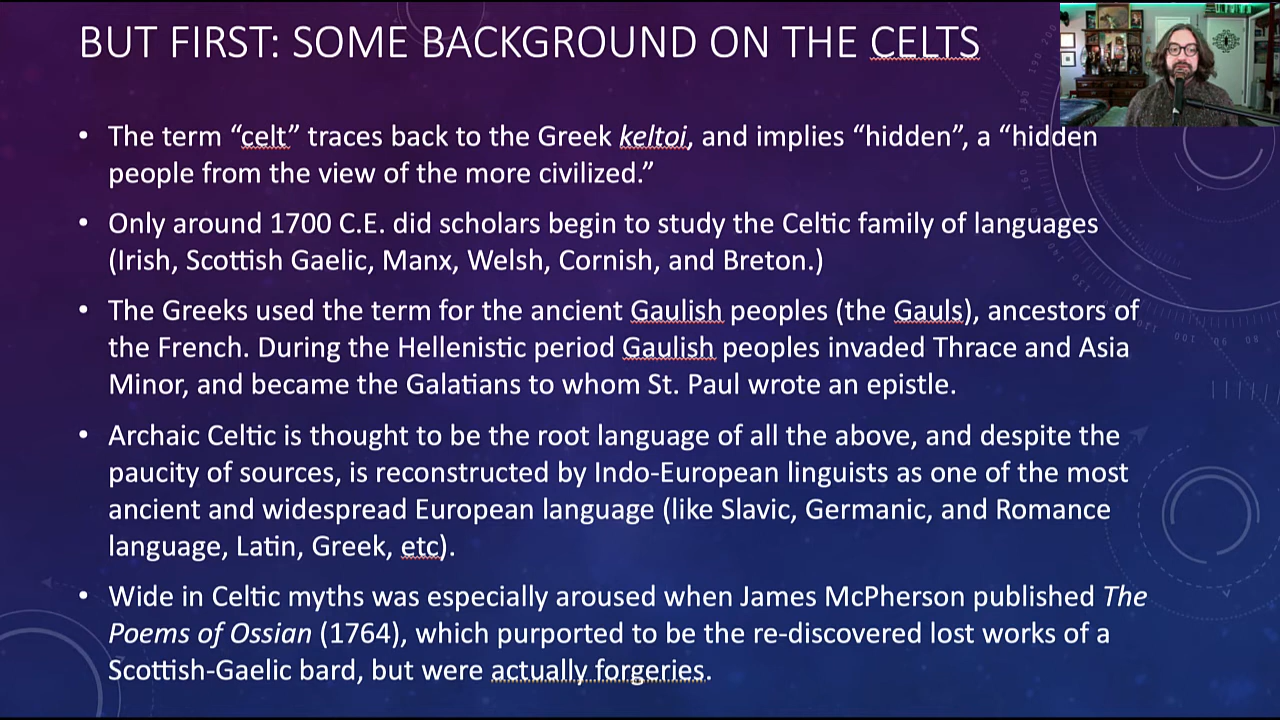 BUT FIRST: SOME BACKGROUND ON THE CELTS
• The term “celt” traces back to the Greek keltoi, and implies “hidden”, a “hidden
people from the view of the more civilized.”
• Only around 1700 C.E. did scholars begin to study the Celtic family of languages
(Irish, Scottish Gaelic, Manx, Welsh, Cornish, and Breton.)
• The Greeks used the term for the ancient Gaulish peoples (the Gauls), ancestors of
the French. During the Hellenistic period Gaulish peoples invaded Thrace and Asia
Minor, and became the Galatians to whom St. Paul wrote an epistle.
• Archaic Celtic is thought to be the root language of all the above, and despite the
paucity of sources, is reconstructed by Indo-European linguists as one of the most
ancient and widespread European language (like Slavic, Germanic, and Romance
language, Latin, Greek, etc).
• Wide in Celtic myths was especially aroused when James McPherson published The
Poems of Ossian (1764), which purported to be the re-discovered lost works of a
Scottish-Gaelic bard, but were actually forgeries.